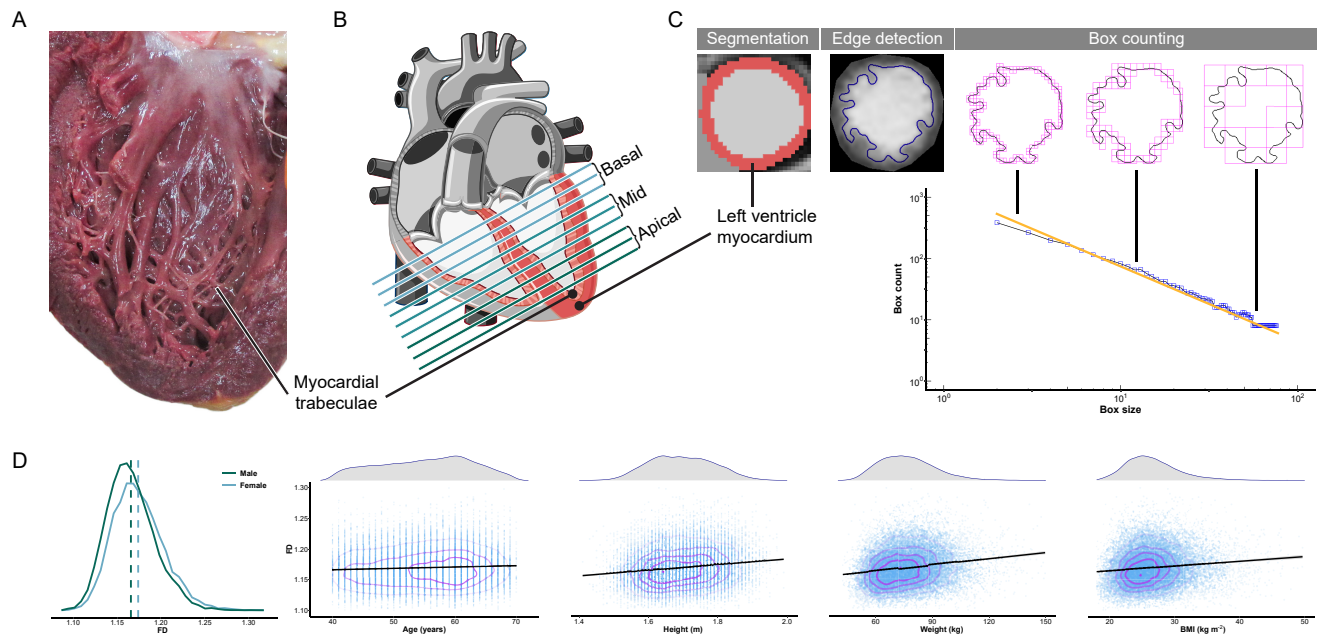 A
B
C
Segmentation
Edge detection
Box counting
Basal
Mid
Apical
Left ventricle
myocardium
Myocardial
trabeculae
10³
10²
10¹
10⁰
Box count
10⁰
10¹
10²
Box size
D
Male
Female
1.10
1.15
1.20
1.25
1.30
FD
1.30
1.25
1.20
1.15
1.10
FD
40
50
60
70
Age (years)
1.4
1.6
1.8
2.0
Height (m)
60
90
120
150
Weight (kg)
20
30
40
50
BMI (kg m⁻²)